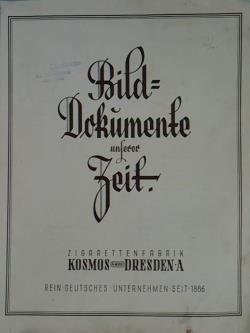 Bild=
Dokumente
unserer
Zeit.
ZIGARETTENFABRIK
KOSMOS DRESDEN-A
REIN-DEUTSCHES-UNTERNEHMEN-SEIT-1886